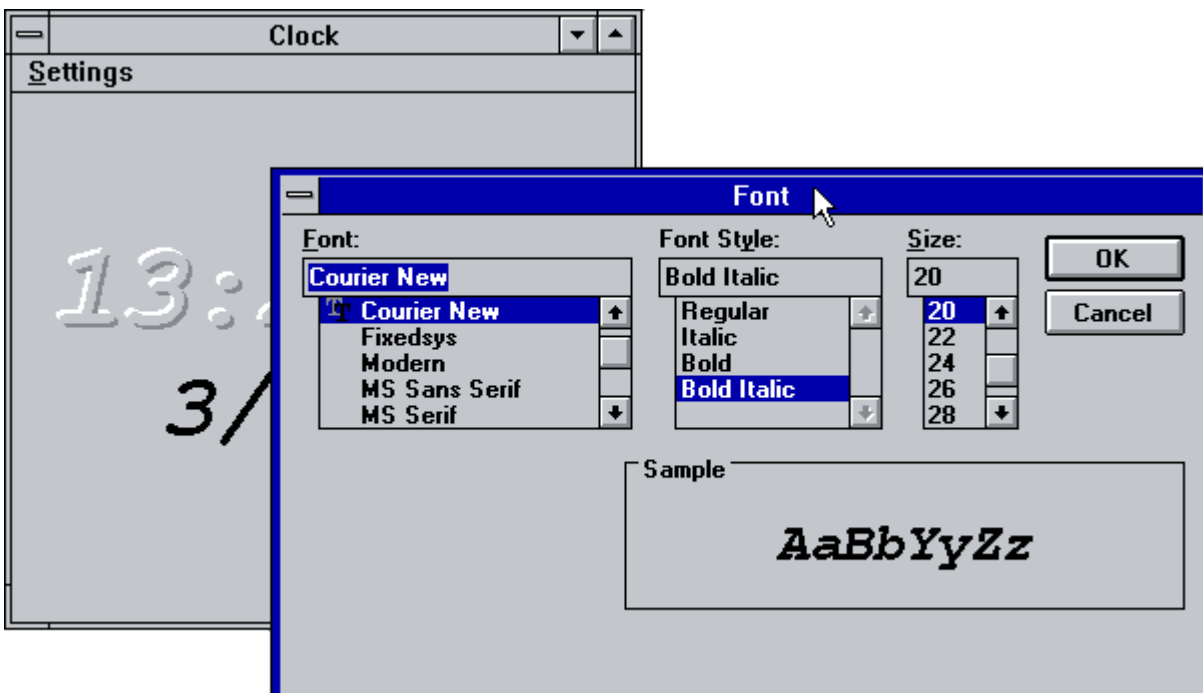 Clock
Settings
13:
3/
Font
Font:
Courier New
Courier New
Fixedsys
Modern
MS Sans Serif
MS Serif
Font Style:
Bold Italic
Regular
Italic
Bold
Bold Italic
Size:
20
20
22
24
26
28
OK
Cancel
Sample
AaBbYyZz